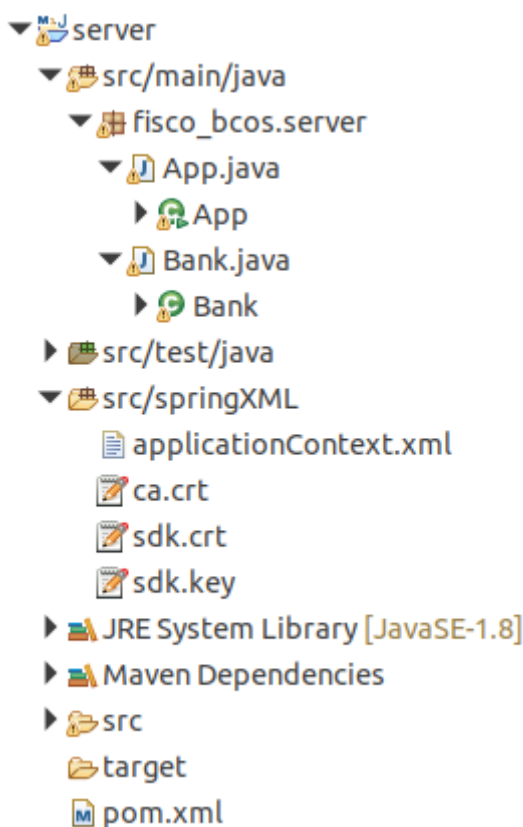 server
src/main/java
fisco_bcos.server
App.java
App
Bank.java
Bank
src/test/java
src/springXML
applicationContext.xml
ca.crt
sdk.crt
sdk.key
JRE System Library [JavaSE-1.8]
Maven Dependencies
src
target
pom.xml